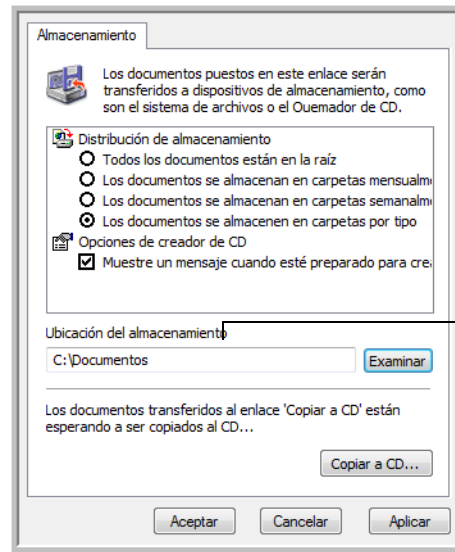 Almacenamiento
Los documentos puestos en este enlace serán
transferidos a dispositivos de almacenamiento, como
son el sistema de archivos o el Quemador de CD.
Distribución de almacenamiento
Todos los documentos están en la raíz
Los documentos se almacenan en carpetas mensualm
Los documentos se almacenan en carpetas semanalm
Los documentos se almacenen en carpetas por tipo
Opciones de creador de CD
Muestre un mensaje cuando esté preparado para crea
Ubicación del almacenamiento
C:\Documentos
Examinar
Los documentos transferidos al enlace 'Copiar a CD' están
esperando a ser copiados al CD...
Copiar a CD...
Aceptar
Cancelar
Aplicar